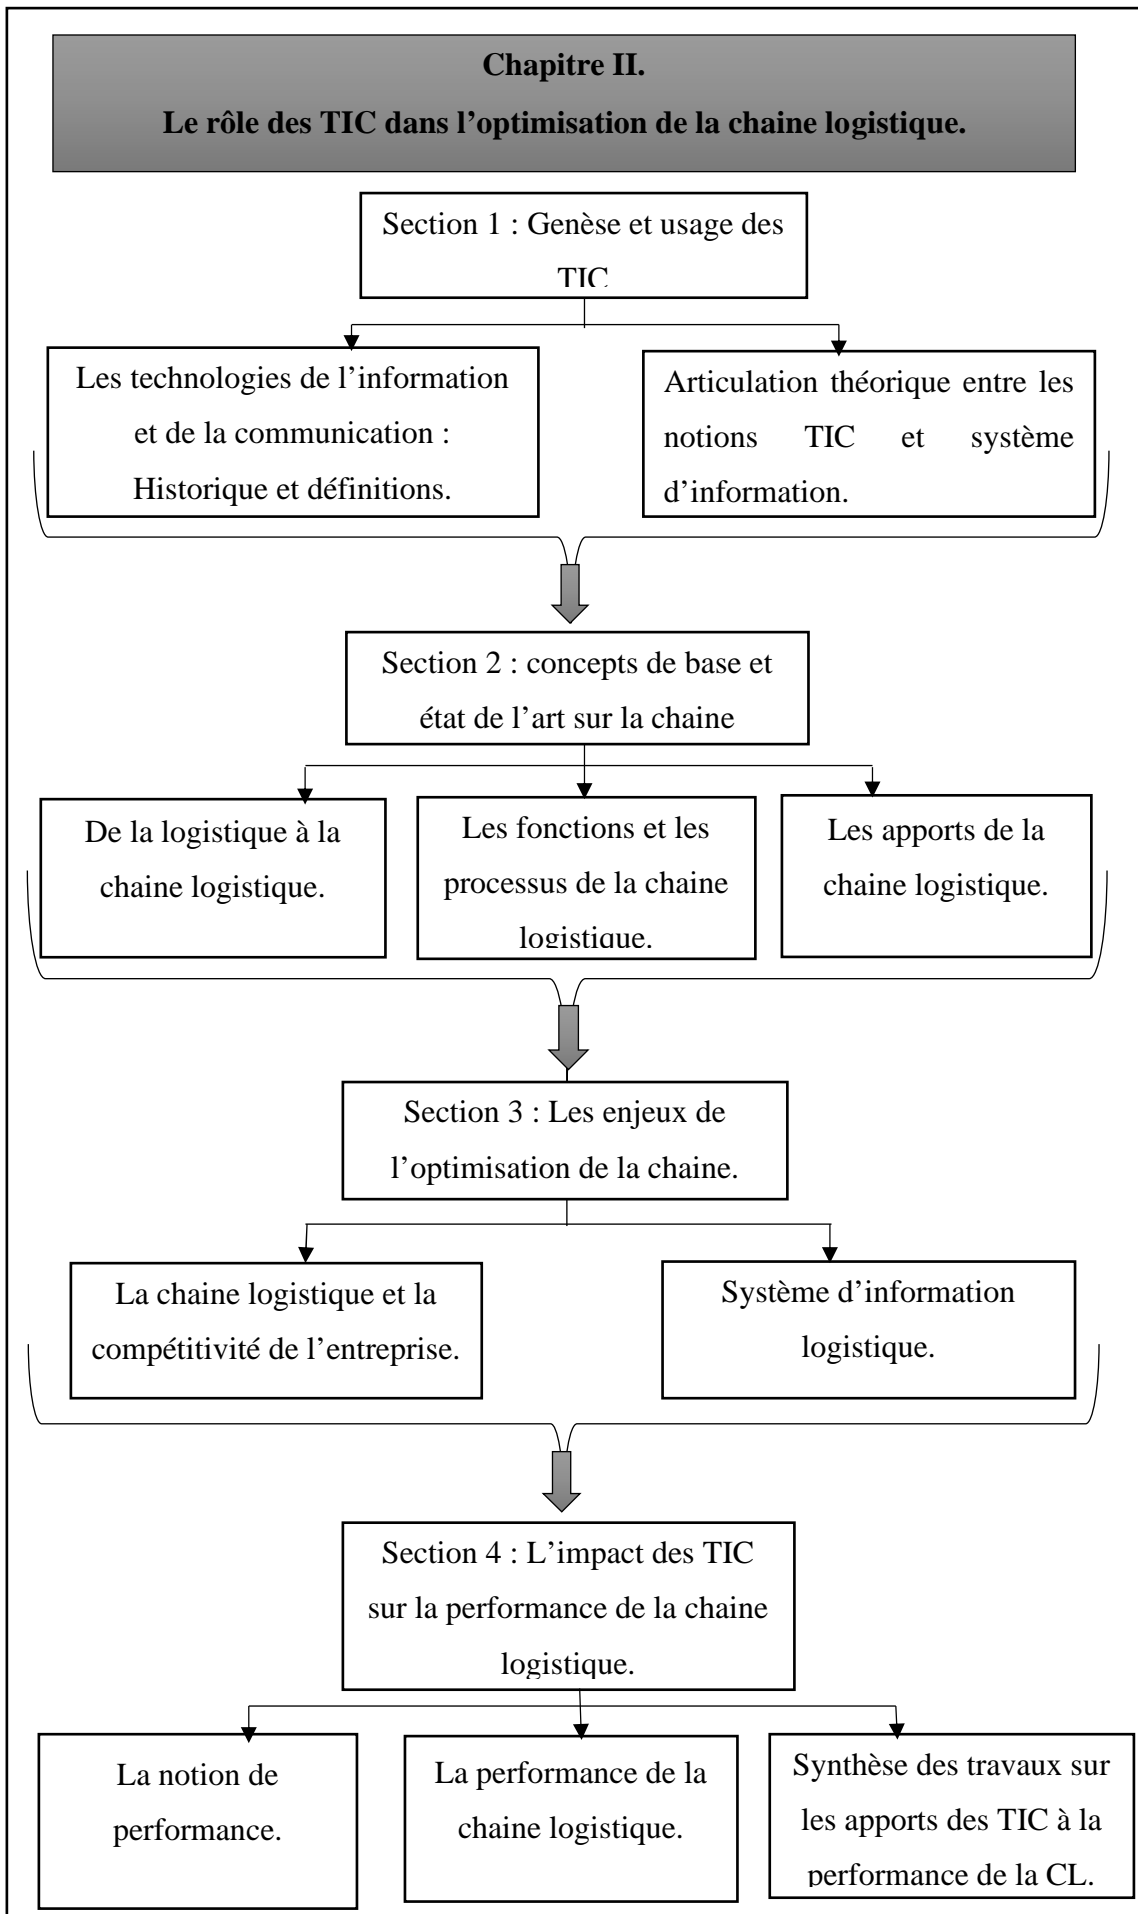 Chapitre II.
Le rôle des TIC dans l’optimisation de la chaine logistique.
Section 1 : Genèse et usage des
TIC
Les technologies de l’information
et de la communication :
Historique et définitions.
Articulation théorique entre les
notions TIC et système
d’information.
Section 2 : concepts de base et
état de l’art sur la chaine
De la logistique à la
chaine logistique.
Les fonctions et les
processus de la chaine
logistique.
Les apports de la
chaine logistique.
Section 3 : Les enjeux de
l’optimisation de la chaine.
La chaine logistique et la
compétitivité de l’entreprise.
Système d’information
logistique.
Section 4 : L’impact des TIC
sur la performance de la chaine
logistique.
La notion de
performance.
La performance de la
chaine logistique.
Synthèse des travaux sur
les apports des TIC à la
performance de la CL.